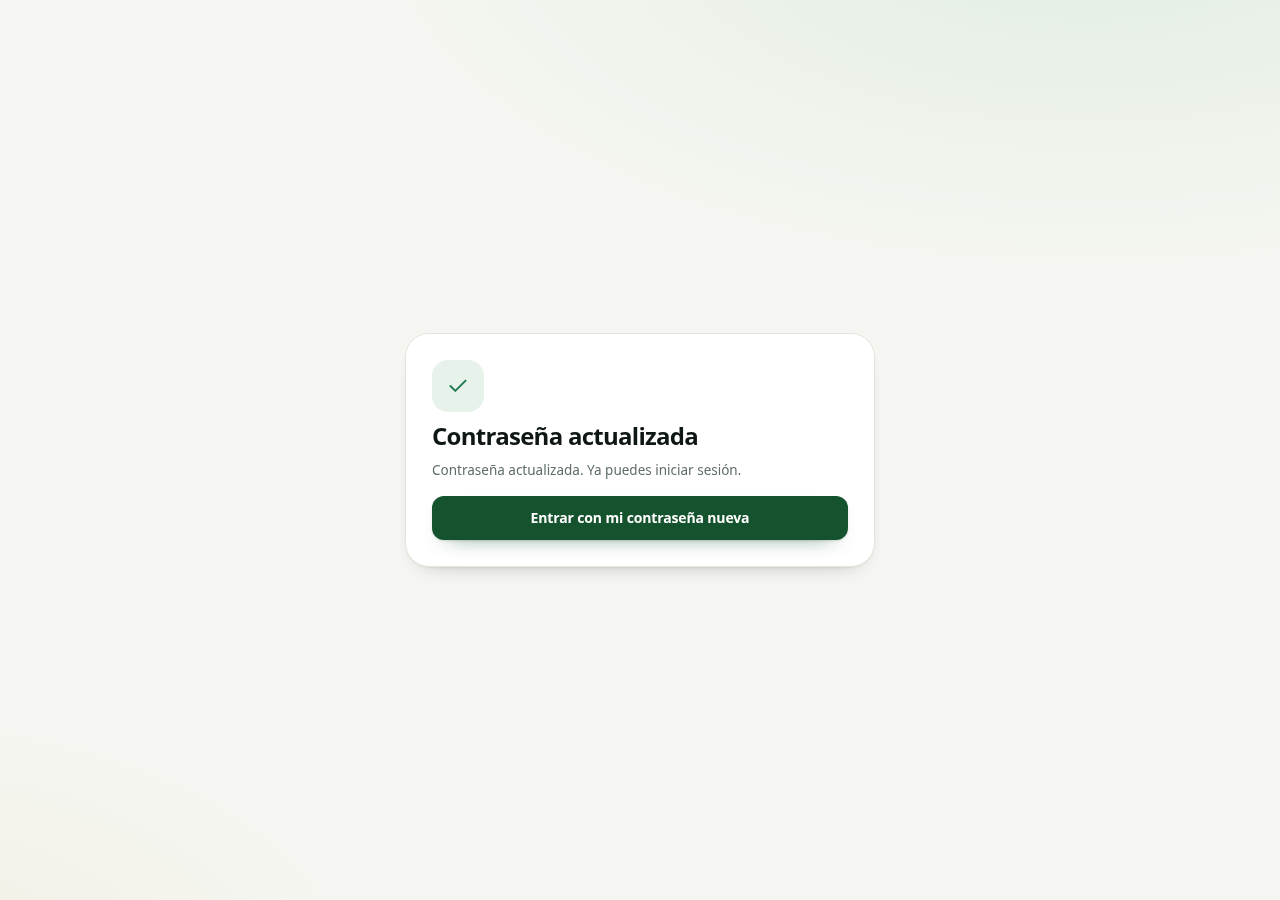 Contraseña actualizada
Contraseña actualizada. Ya puedes iniciar sesión.
Entrar con mi contraseña nueva